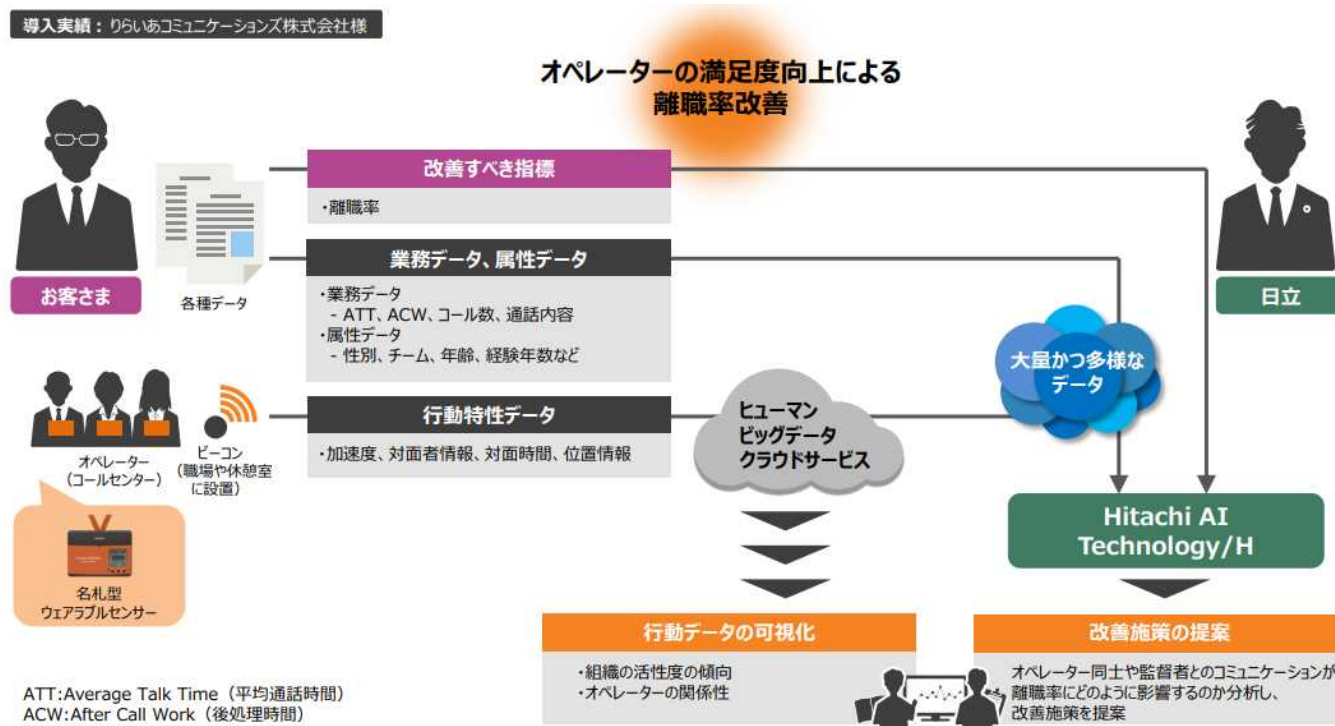 導入実績：りらいあコミュニケーションズ株式会社様
オペレーターの満足度向上による
離職率改善
お客さま
各種データ
改善すべき指標
・離職率
業務データ、属性データ
・業務データ
- ATT、ACW、コール数、通話内容
・属性データ
- 性別、チーム、年齢、経験年数など
日立
大量かつ多様な
データ
オペレーター
（コールセンター）
ビーコン
（職場や休憩室
に設置）
行動特性データ
・加速度、対面者情報、対面時間、位置情報
ヒューマン
ビッグデータ
クラウドサービス
Hitachi AI
Technology/H
名札型
ウェアラブルセンサー
行動データの可視化
・組織の活性度の傾向
・オペレーターの関係性
改善施策の提案
オペレーター同士や監督者とのコミュニケーションが
離職率にどのように影響するのか分析し、
改善施策を提案
ATT:Average Talk Time（平均通話時間）
ACW:After Call Work（後処理時間）